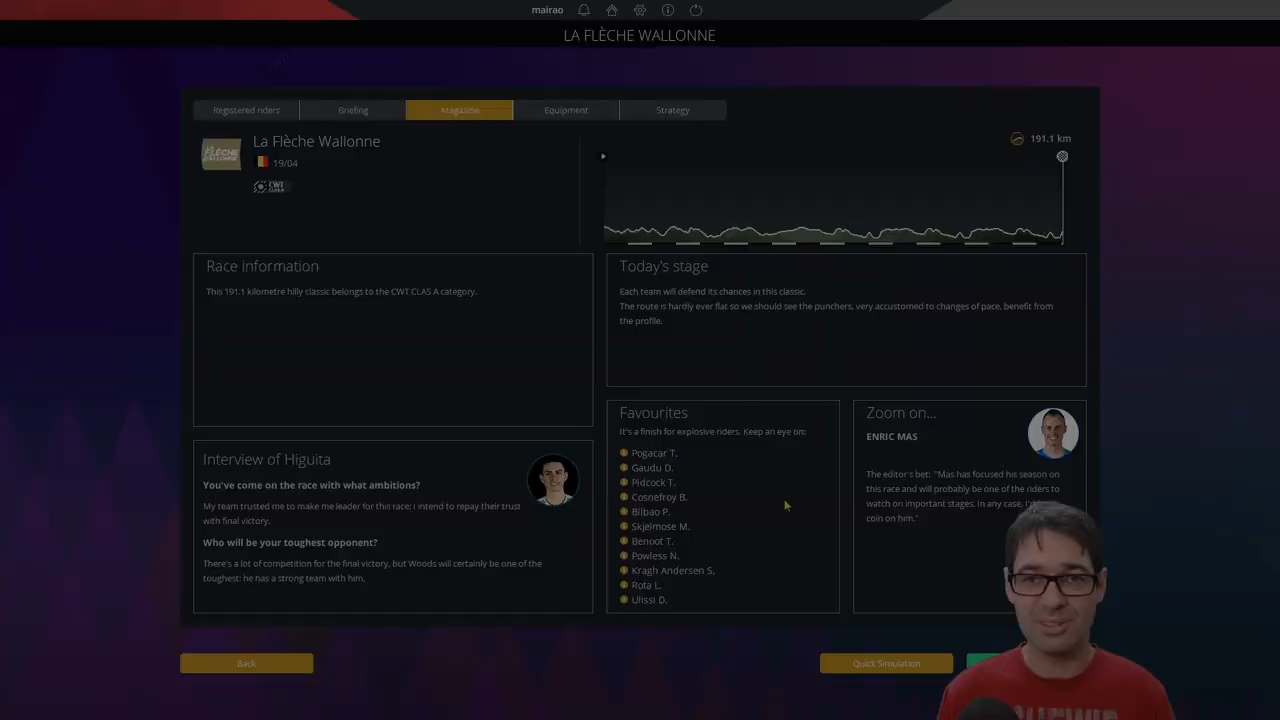 mairao
LA FLÈCHE WALLONNE
Registered riders
Briefing
Magazine
Equipment
Strategy
FLÈCHE
WALLONNE
La Flèche Wallonne
19/04
CWT
CLAS A
191.1 km
Race information
This 191.1 kilometre hilly classic belongs to the CWT CLAS A category.
Today's stage
Each team will defend its chances in this classic.
The route is hardly ever flat so we should see the punchers, very accustomed to changes of pace, benefit from
the profile.
Interview of Higuita
You've come on the race with what ambitions?
My team trusted me to make me leader for this race; I intend to repay their trust
with final victory.
Who will be your toughest opponent?
There's a lot of competition for the final victory, but Woods will certainly be one of the
toughest: he has a strong team with him.
Favourites
It's a finish for explosive riders. Keep an eye on:
Pogacar T.
Gaudu D.
Pidcock T.
Cosnefroy B.
Bilbao P.
Skjelmose M.
Benoot T.
Powless N.
Kragh Andersen S.
Rota L.
Ulissi D.
Zoom on...
ENRIC MAS
The editor's bet: "Mas has focused his season on
this race and will probably be one of the riders to
watch on important stages. In any case, I'd
coin on him."
Back
Quick Simulation